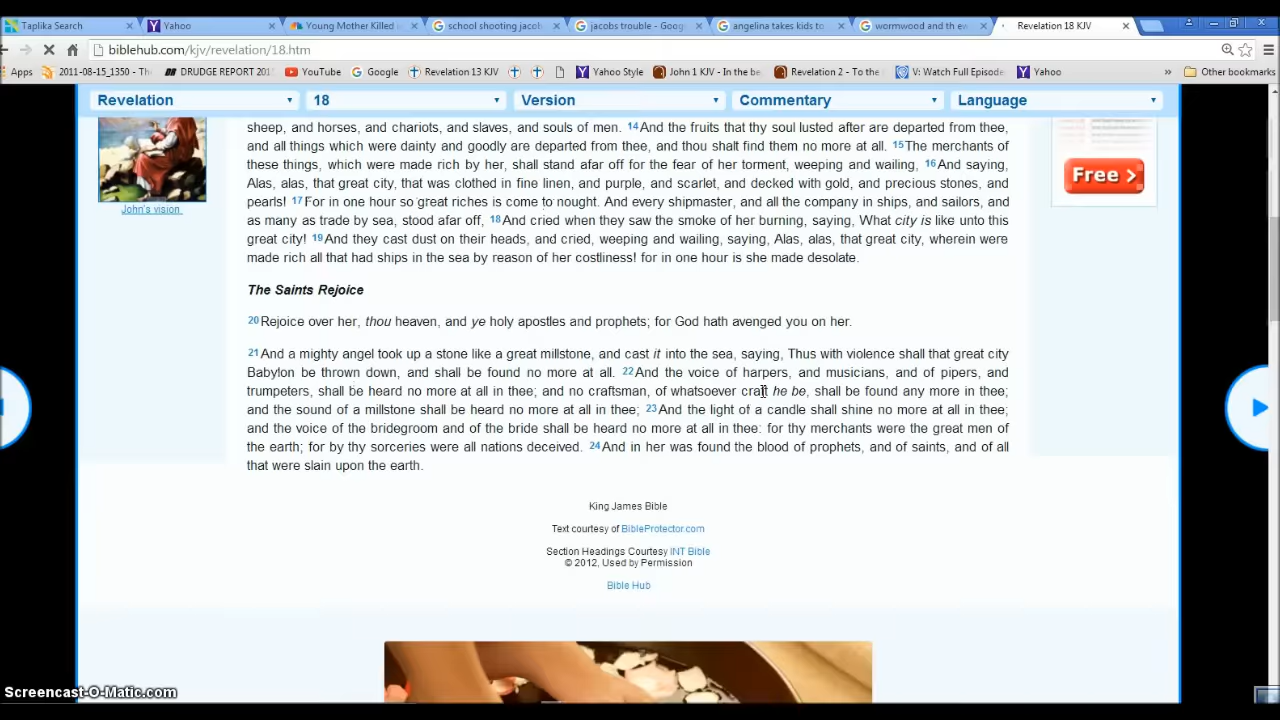 Taplika Search
Yahoo
Young Mother Killed
school shooting jacob
jacobs trouble - Goog
angelina takes kids to
wormwood and th e
Revelation 18 KJV
biblehub.com/kjv/revelation/18.htm
Apps
2011-08-15_1350 - Th
DRUDGE REPORT 201
YouTube
Google
Revelation 13 KJV
Yahoo Style
John 1 KJV - In the be
Revelation 2 - To the
V: Watch Full Episode
Yahoo
»
Other bookmarks
Revelation
18
Version
Commentary
Language
sheep, and horses, and chariots, and slaves, and souls of men. 14And the fruits that thy soul lusted after are departed from thee,
and all things which were dainty and goodly are departed from thee, and thou shalt find them no more at all. 15The merchants of
these things, which were made rich by her, shall stand afar off for the fear of her torment, weeping and wailing, 16And saying,
Alas, alas, that great city, that was clothed in fine linen, and purple, and scarlet, and decked with gold, and precious stones, and
pearls! 17For in one hour so great riches is come to nought. And every shipmaster, and all the company in ships, and sailors, and
as many as trade by sea, stood afar off, 18And cried when they saw the smoke of her burning, saying, What city is like unto this
great city! 19And they cast dust on their heads, and cried, weeping and wailing, saying, Alas, alas, that great city, wherein were
made rich all that had ships in the sea by reason of her costliness! for in one hour is she made desolate.
John's vision
Free >
The Saints Rejoice
20Rejoice over her, thou heaven, and ye holy apostles and prophets; for God hath avenged you on her.
21And a mighty angel took up a stone like a great millstone, and cast it into the sea, saying, Thus with violence shall that great city
Babylon be thrown down, and shall be found no more at all. 22And the voice of harpers, and musicians, and of pipers, and
trumpeters, shall be heard no more at all in thee; and no craftsman, of whatsoever craft he be, shall be found any more in thee;
and the sound of a millstone shall be heard no more at all in thee; 23And the light of a candle shall shine no more at all in thee;
and the voice of the bridegroom and of the bride shall be heard no more at all in thee: for thy merchants were the great men of
the earth; for by thy sorceries were all nations deceived. 24And in her was found the blood of prophets, and of saints, and of all
that were slain upon the earth.
King James Bible
Text courtesy of BibleProtector.com
Section Headings Courtesy INT Bible
© 2012, Used by Permission
Bible Hub
Screencast-O-Matic.com